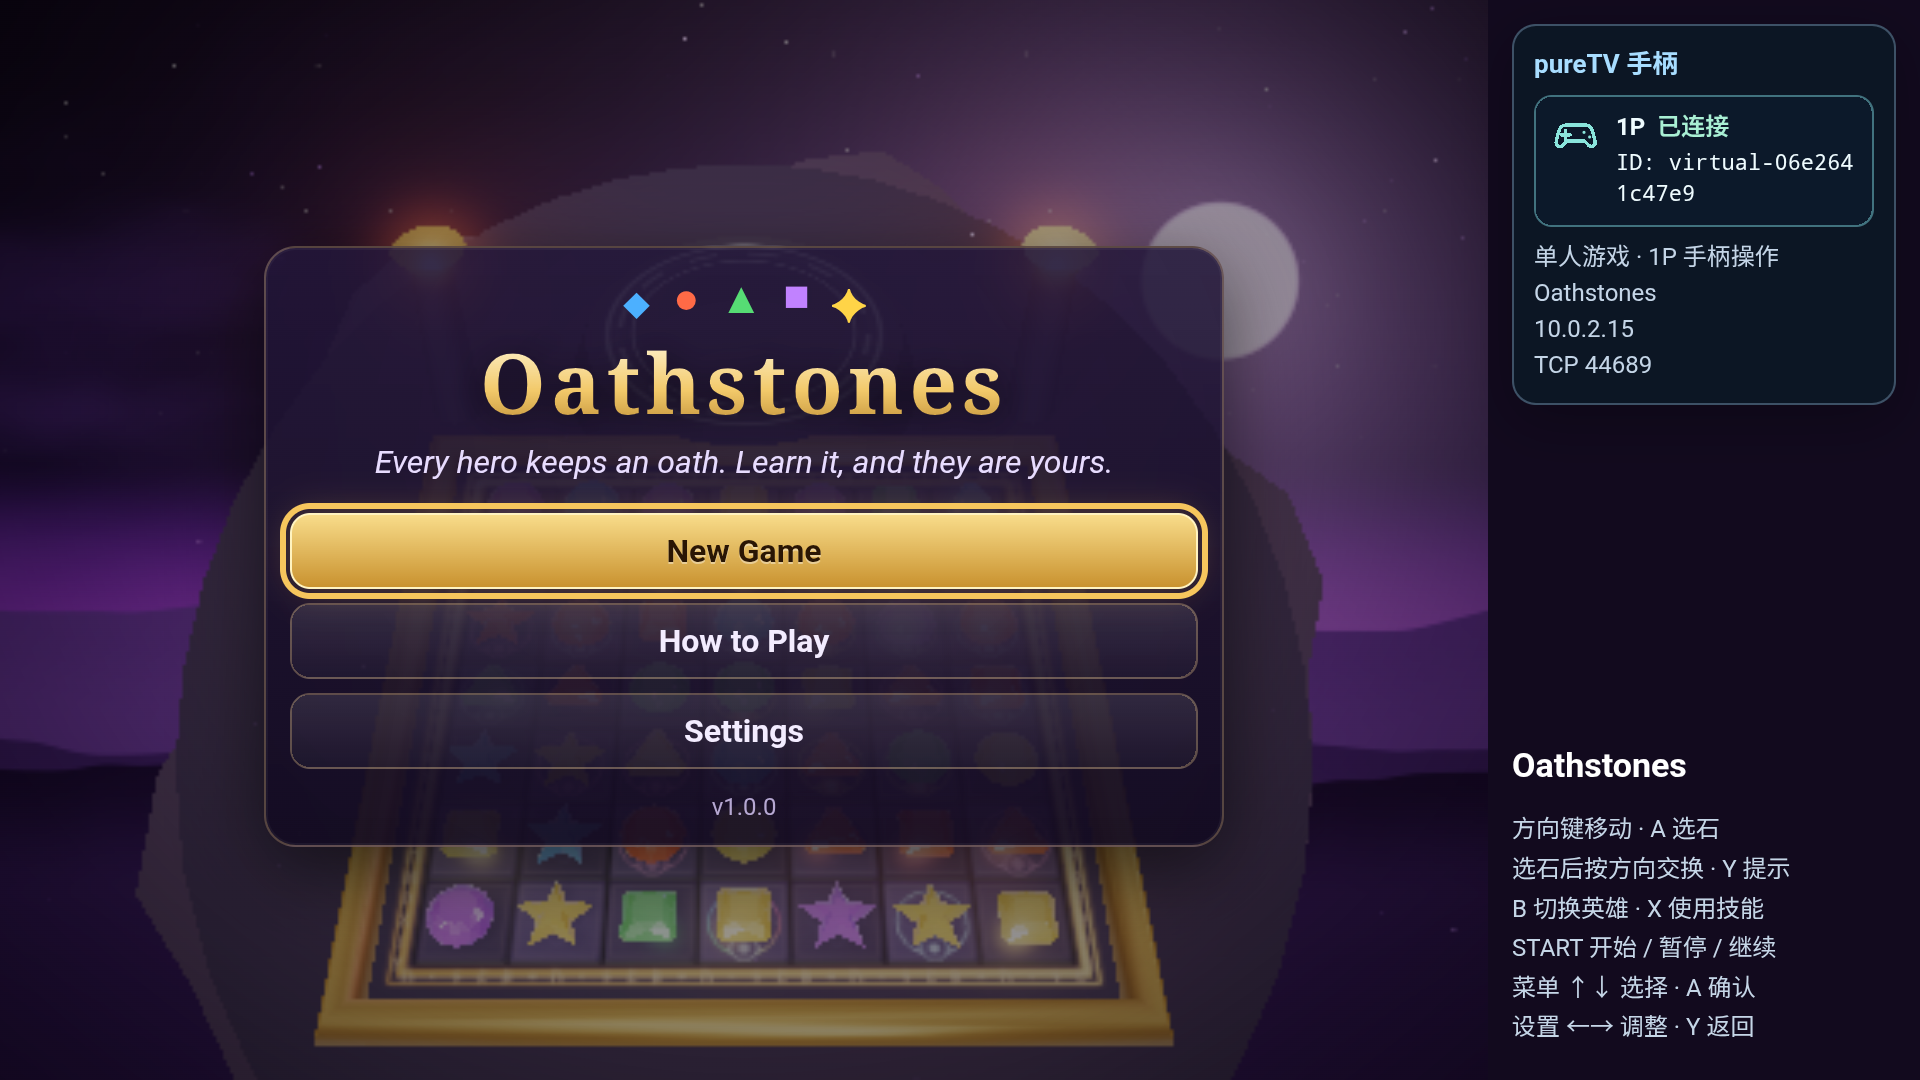 Oathstones
Every hero keeps an oath. Learn it, and they are yours.
New Game
How to Play
Settings
v1.0.0
pureTV 手柄
1P 已连接
ID: virtual-06e264
1c47e9
单人游戏 · 1P 手柄操作
Oathstones
10.0.2.15
TCP 44689
Oathstones
方向键移动 · A 选石
选石后按方向交换 · Y 提示
B 切换英雄 · X 使用技能
START 开始 / 暂停 / 继续
菜单 ↑↓ 选择 · A 确认
设置 ←→ 调整 · Y 返回